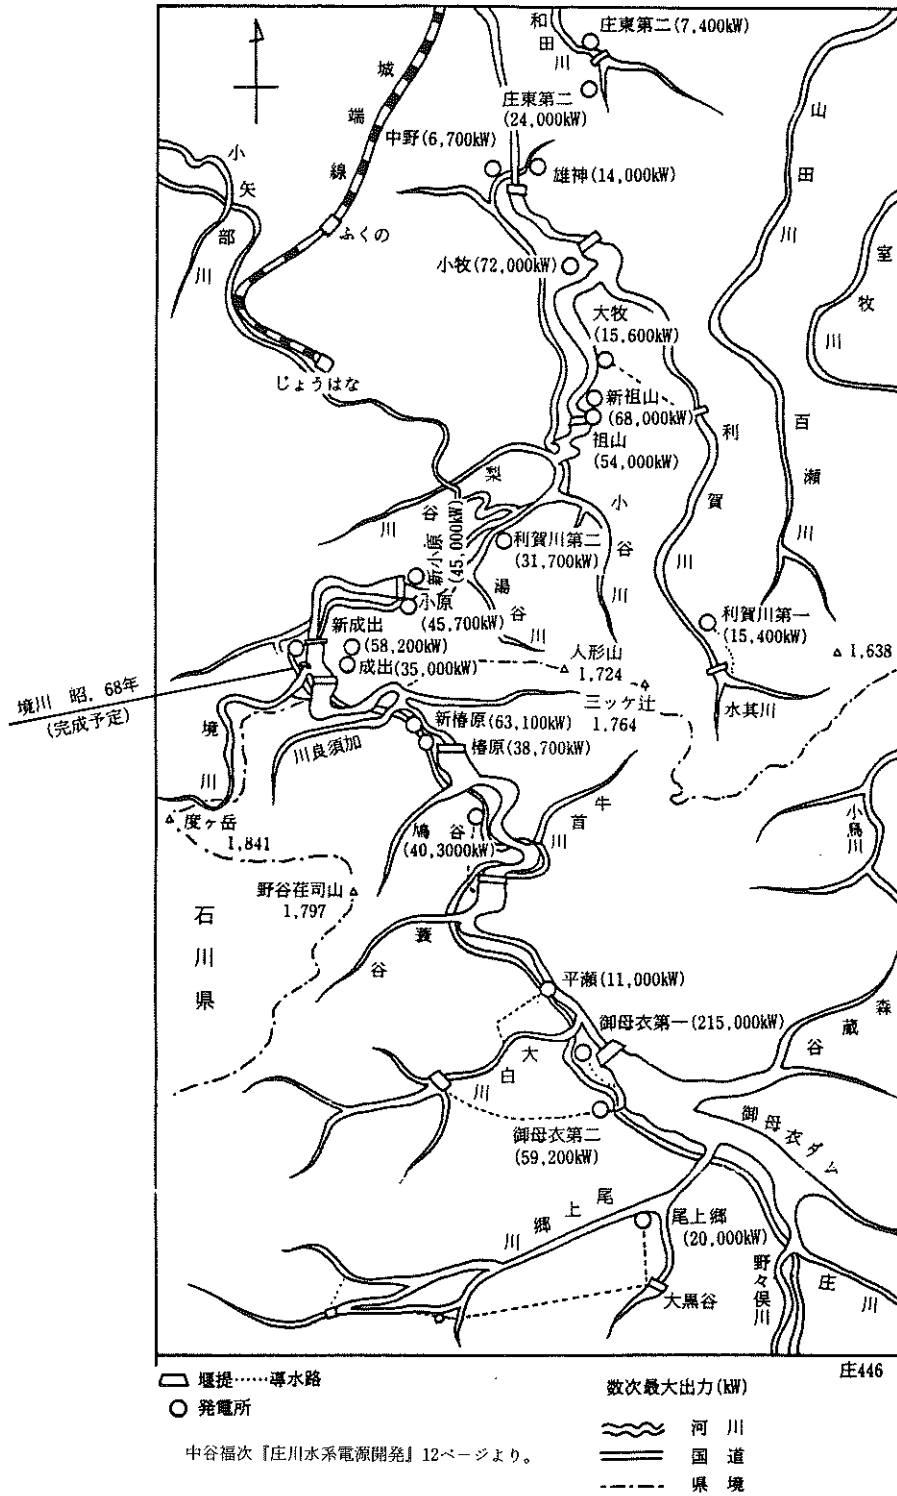 和田川
庄東第二(7,400kW)
城端線
庄東第二
(24,000kW)
中野(6,700kW)
雄神(14,000kW)
山田川
小矢部川
ふくの
小牧(72,000kW)
室牧川
大牧
(15,600kW)
じょうはな
新祖山
(68,000kW)
祖山
(54,000kW)
利賀川
百瀬川
梨谷川
小谷川
新小原
(45,000kW)
利賀川第二
(31,700kW)
湯谷川
小原
(45,700kW)
利賀川第一
(15,400kW)
新成出
(58,200kW)
成出(35,000kW)
人形山
1,724
1,638
境川 昭.68年
(完成予定)
三ッケ辻
1,764
水其川
境川
川良須加
新椿原(63,100kW)
椿原(38,700kW)
度ヶ岳
1,841
鳩谷
(40,3000kW)
牛首川
小鳥川
野谷荘司山
1,797
石川県
蓑谷
平瀬(11,000kW)
御母衣第一(215,000kW)
森蔵谷
大白川
御母衣ダム
御母衣第二
(59,200kW)
川郷上尾
尾上郷
(20,000kW)
大黒谷
野々俣川
庄川
庄446
堰提……導水路
発電所
数次最大出力(kW)
河川
国道
県境
中谷福次『庄川水系電源開発』12ページより。